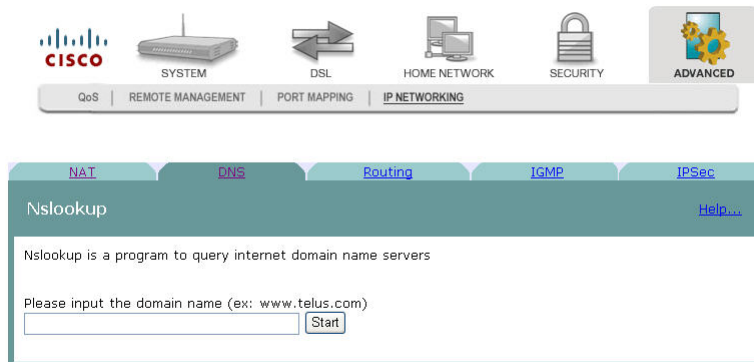 CISCO
SYSTEM DSL HOME NETWORK SECURITY ADVANCED
QoS | REMOTE MANAGEMENT | PORT MAPPING | IP NETWORKING
NAT DNS Routing IGMP IPSec
Nslookup Help...
Nslookup is a program to query internet domain name servers
Please input the domain name (ex: www.telus.com)
Start